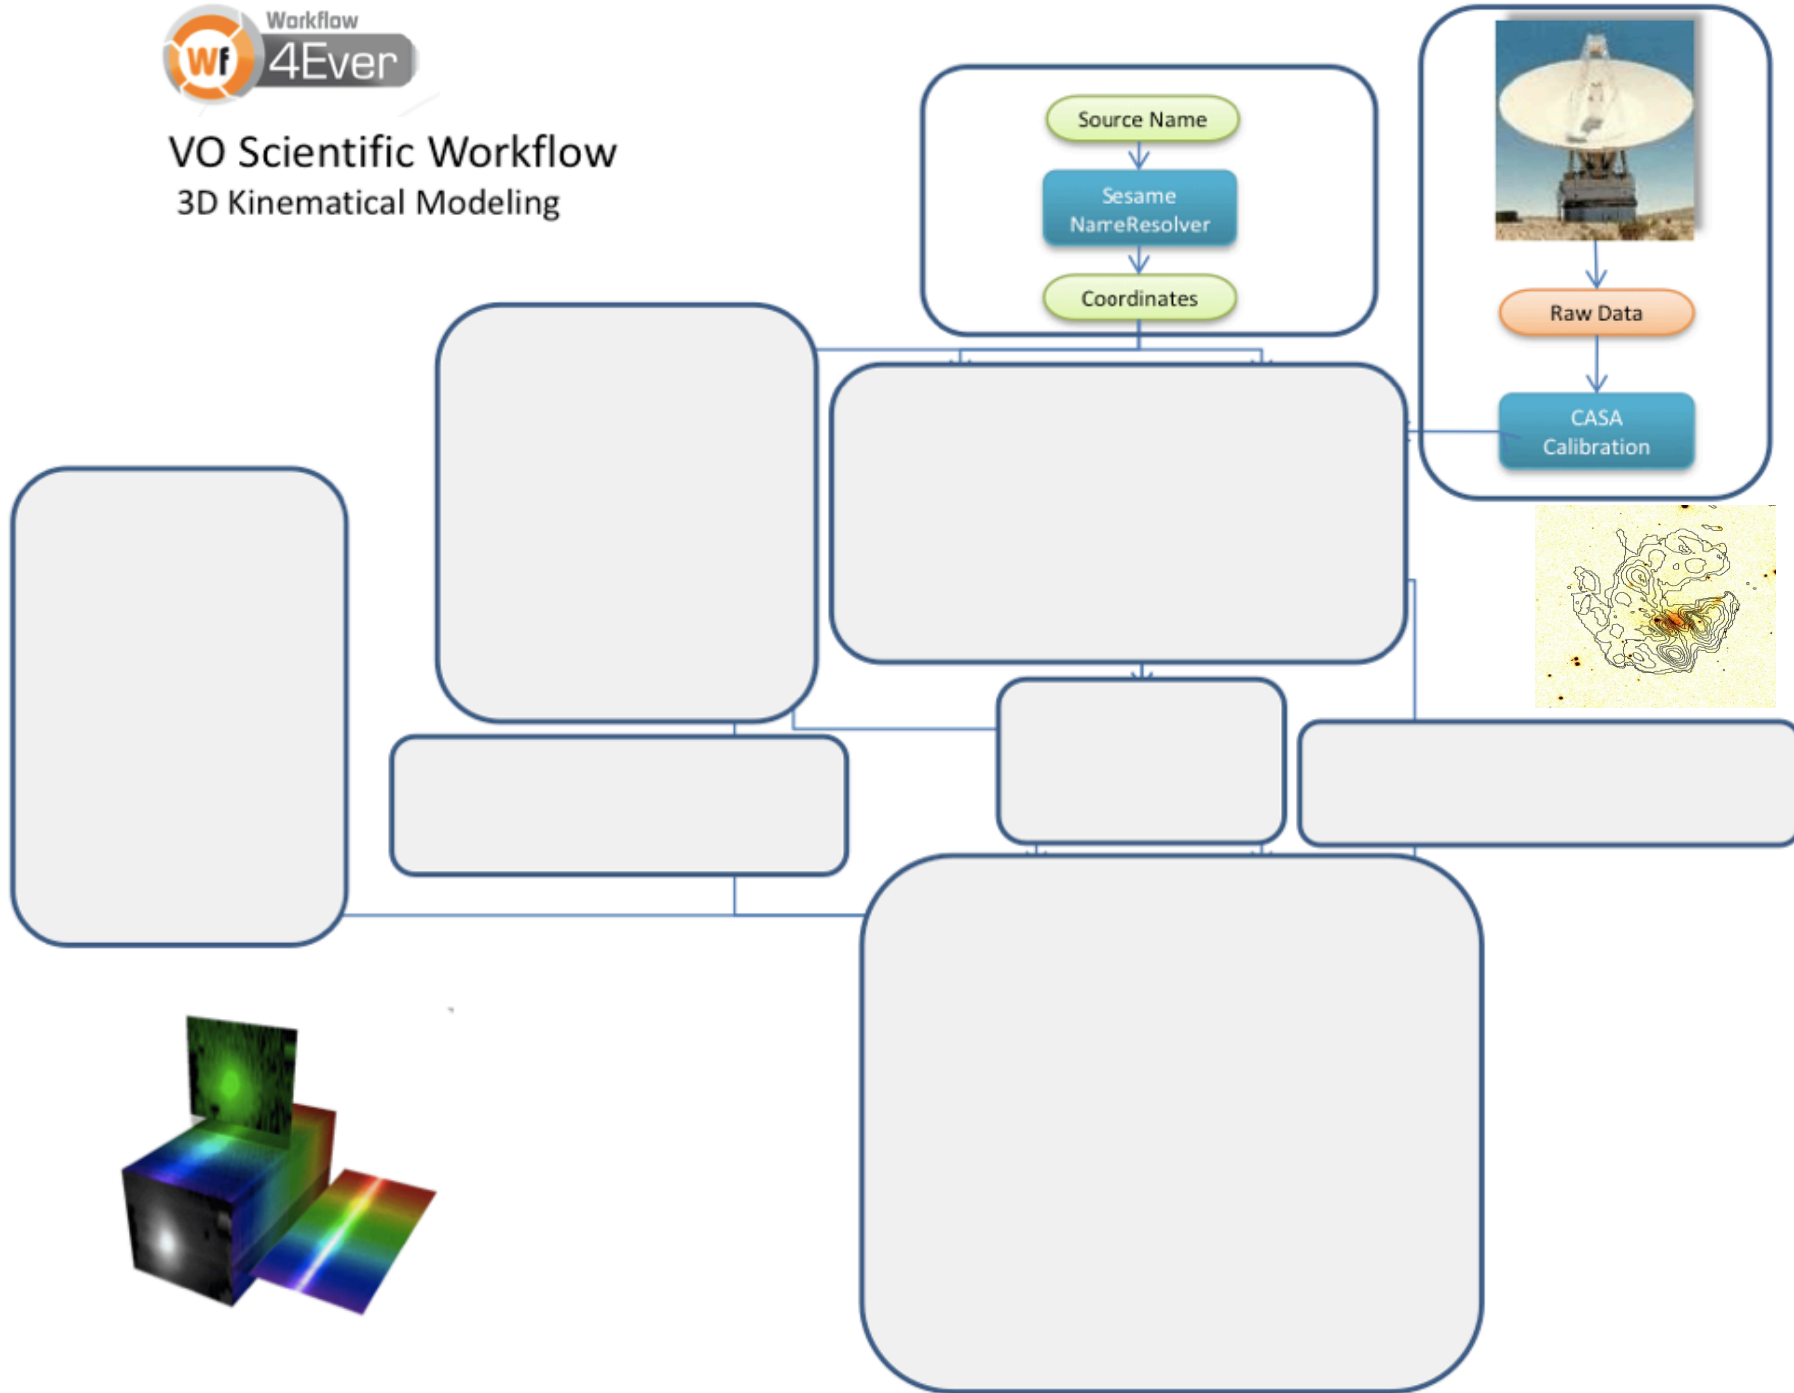 Workflow
Wf 4Ever
VO Scientific Workflow
3D Kinematical Modeling
Source Name
Sesame
NameResolver
Coordinates
Raw Data
CASA
Calibration